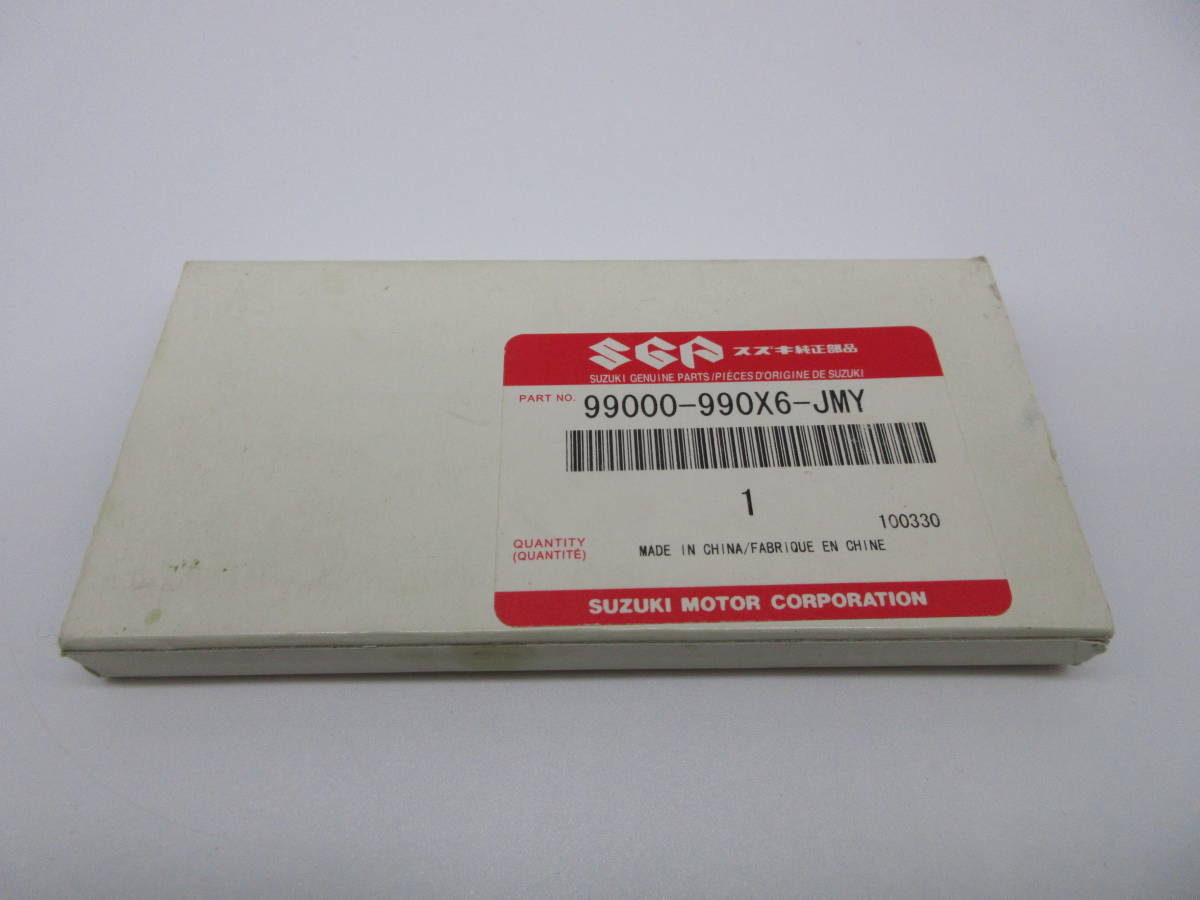 SGP スズキ純正部品
SUZUKI GENUINE PARTS/PIÈCES D'ORIGINE DE SUZUKI
PART NO. 99000-990X6-JMY
1
100330
QUANTITY
(QUANTITÉ)
MADE IN CHINA/FABRIQUE EN CHINE
SUZUKI MOTOR CORPORATION